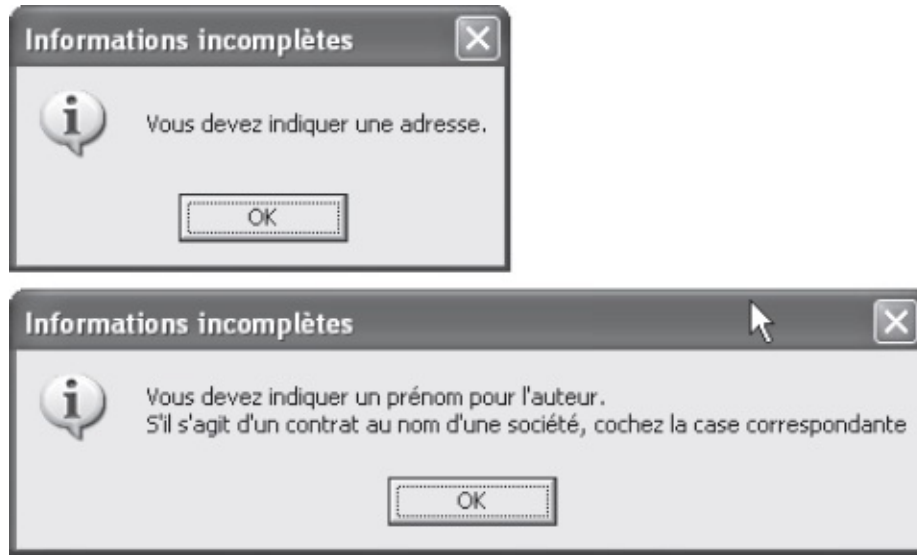 Informations incomplètes
Vous devez indiquer une adresse.
OK
Informations incomplètes
Vous devez indiquer un prénom pour l'auteur.
S'il s'agit d'un contrat au nom d'une société, cochez la case correspondante
OK